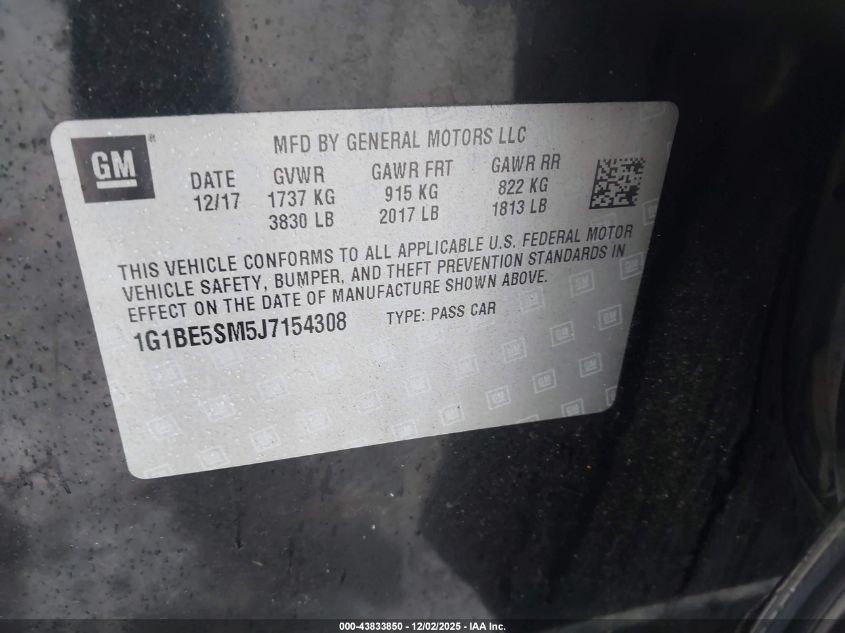 GM ®
MFD BY GENERAL MOTORS LLC
DATE GVWR GAWR FRT GAWR RR
12/17 1737 KG 915 KG 822 KG
3830 LB 2017 LB 1813 LB
THIS VEHICLE CONFORMS TO ALL APPLICABLE U.S. FEDERAL MOTOR
VEHICLE SAFETY, BUMPER, AND THEFT PREVENTION STANDARDS IN
EFFECT ON THE DATE OF MANUFACTURE SHOWN ABOVE.
1G1BE5SM5J7154308 TYPE: PASS CAR
000-43833850 - 12/02/2025 - IAA Inc.